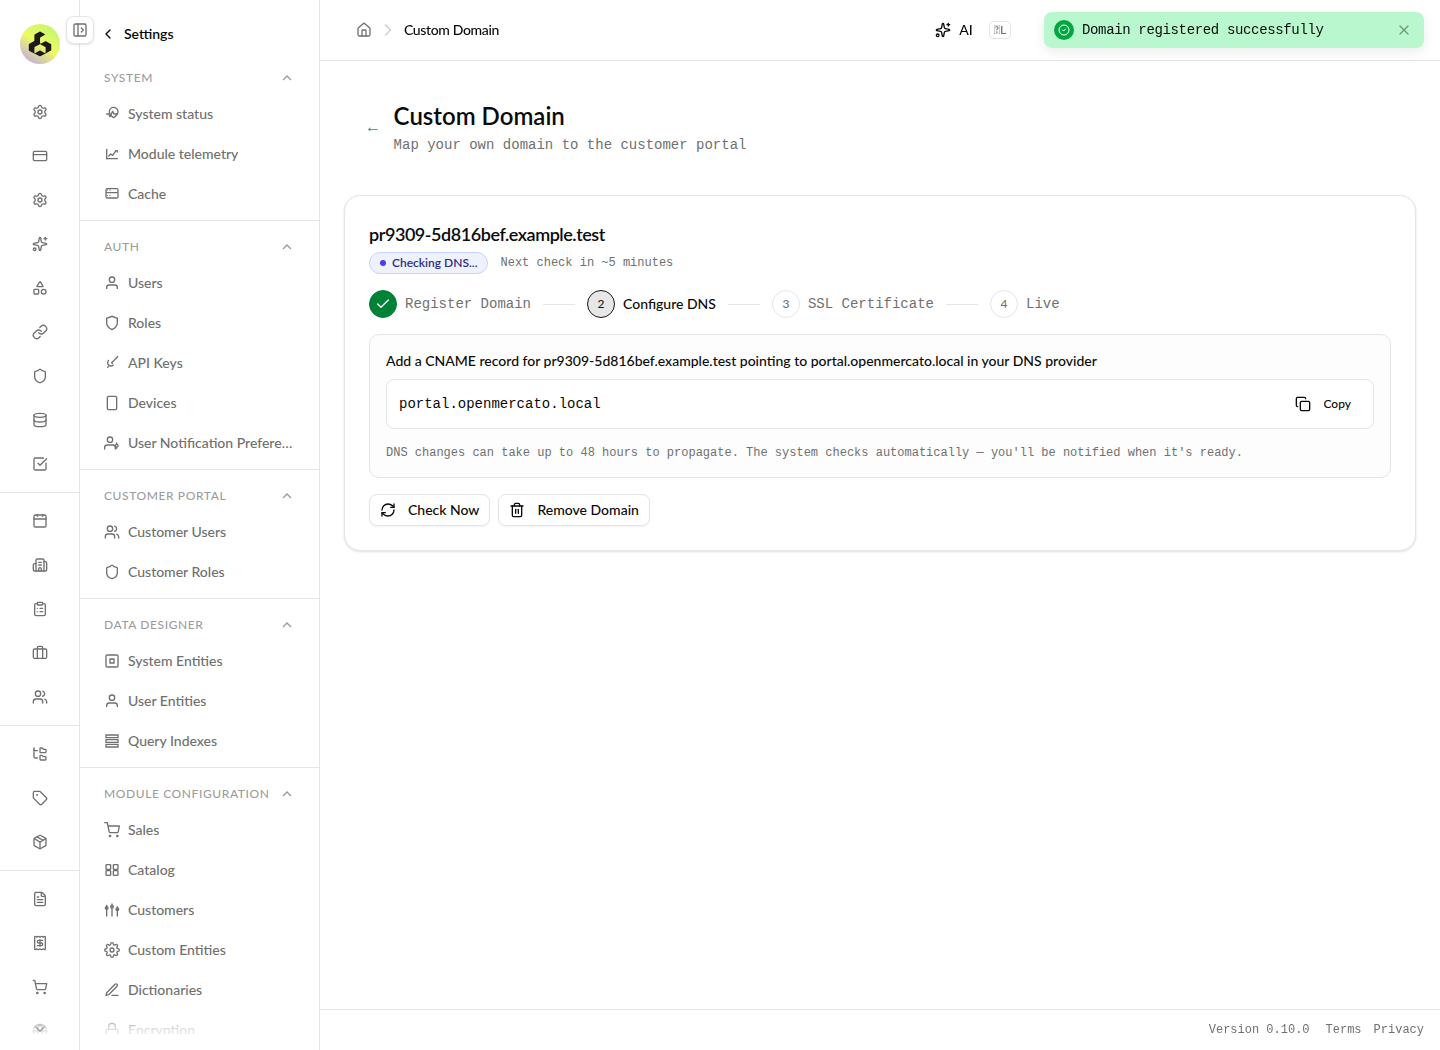 Settings
SYSTEM
System status
Module telemetry
Cache
AUTH
Users
Roles
API Keys
Devices
User Notification Prefere...
CUSTOMER PORTAL
Customer Users
Customer Roles
DATA DESIGNER
System Entities
User Entities
Query Indexes
MODULE CONFIGURATION
Sales
Catalog
Customers
Custom Entities
Dictionaries
Encryption
Custom Domain
AI
L
Domain registered successfully
←
Custom Domain
Map your own domain to the customer portal
pr9309-5d816bef.example.test
Checking DNS...
Next check in ~5 minutes
Register Domain
2 Configure DNS
3 SSL Certificate
4 Live
Add a CNAME record for pr9309-5d816bef.example.test pointing to portal.openmercato.local in your DNS provider
portal.openmercato.local
Copy
DNS changes can take up to 48 hours to propagate. The system checks automatically — you'll be notified when it's ready.
Check Now
Remove Domain
Version 0.10.0
Terms
Privacy